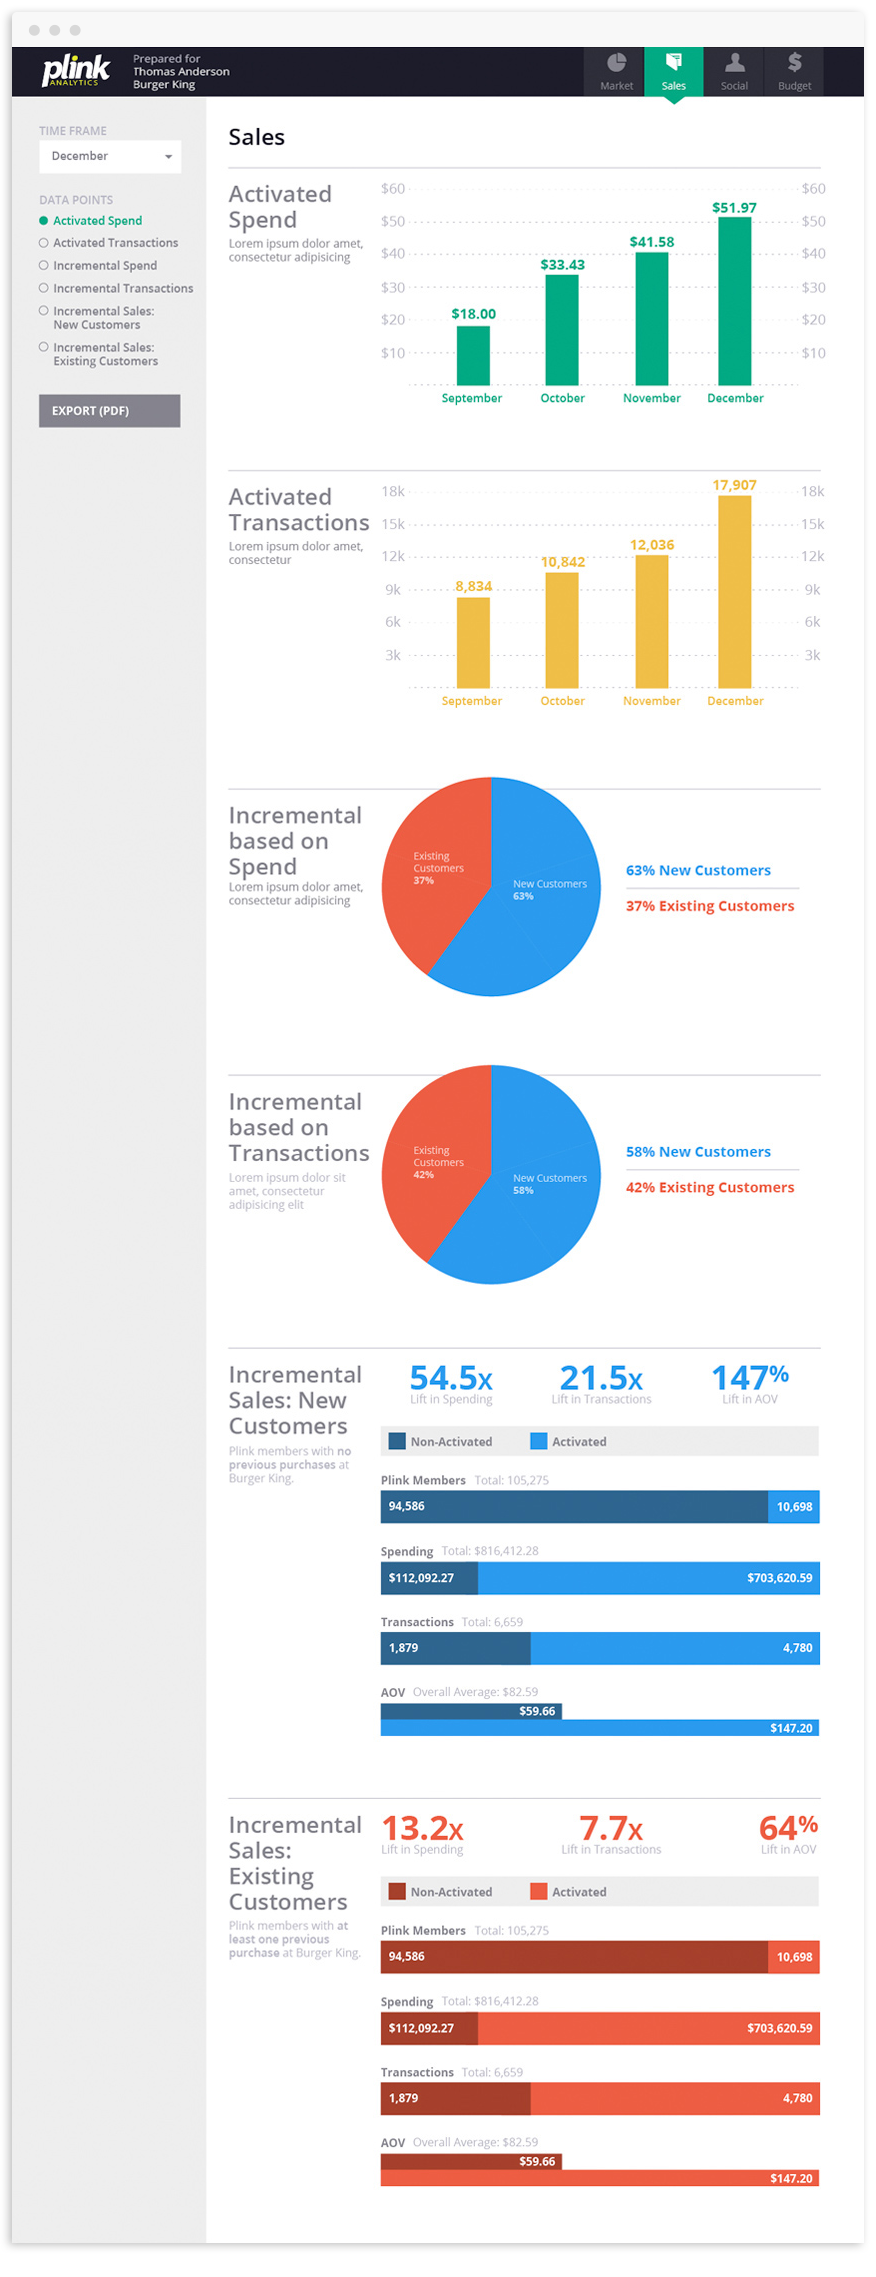 plink
ANALYTICS
Prepared for
Thomas Anderson
Burger King
Market
Sales
Social
Budget
TIME FRAME
December
DATA POINTS
Activated Spend
Activated Transactions
Incremental Spend
Incremental Transactions
Incremental Sales:
New Customers
Incremental Sales:
Existing Customers
EXPORT (PDF)
Sales
Activated
Spend
Lorem ipsum dolor amet,
consectetur adipisicing
$60 $60
$50 $50
$40 $40
$30 $30
$20 $20
$10 $10
$18.00
$33.43
$41.58
$51.97
September October November December
Activated
Transactions
Lorem ipsum dolor amet,
consectetur
18k 18k
15k 15k
12k 12k
9k 9k
6k 6k
3k 3k
8,834
10,842
12,036
17,907
September October November December
Incremental
based on
Spend
Lorem ipsum dolor amet,
consectetur adipisicing
Existing
Customers
37%
New Customers
63%
63% New Customers
37% Existing Customers
Incremental
based on
Transactions
Lorem ipsum dolor sit
amet, consectetur
adipisicing elit
Existing
Customers
42%
New Customers
58%
58% New Customers
42% Existing Customers
Incremental
Sales: New
Customers
Plink members with no
previous purchases at
Burger King.
54.5x 21.5x 147%
Lift in Spending Lift in Transactions Lift in AOV
Non-Activated Activated
Plink Members Total: 105,275
94,586 10,698
Spending Total: $816,412.28
$112,092.27 $703,620.59
Transactions Total: 6,659
1,879 4,780
AOV Overall Average: $82.59
$59.66
$147.20
Incremental
Sales:
Existing
Customers
Plink members with at
least one previous
purchase at Burger King.
13.2x 7.7x 64%
Lift in Spending Lift in Transactions Lift in AOV
Non-Activated Activated
Plink Members Total: 105,275
94,586 10,698
Spending Total: $816,412.28
$112,092.27 $703,620.59
Transactions Total: 6,659
1,879 4,780
AOV Overall Average: $82.59
$59.66
$147.20